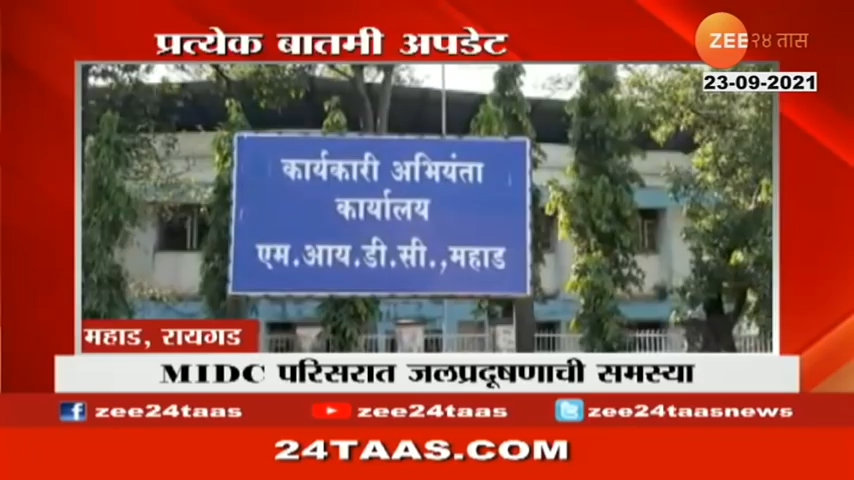 प्रत्येक बातमी अपडेट
ZEE २४ तास
23-09-2021
कार्यकारी अभियंता
कार्यालय
एम.आय.डी.सी.,महाड
महाड, रायगड
MIDC परिसरात जलप्रदूषणाची समस्या
zee24taas
zee24taas
zee24taasnews
24TAAS.COM